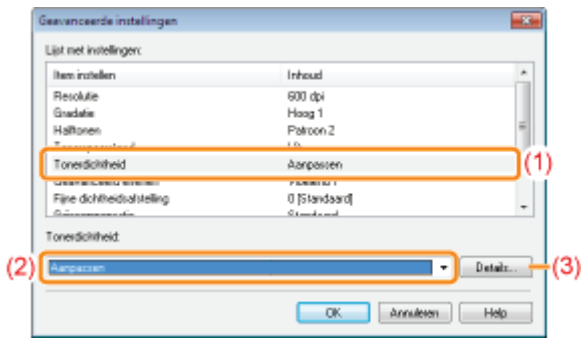 Geavanceerde instellingen
Lijst met instellingen:
Item instellen Inhoud
Resolutie 600 dpi
Gradatie Hoog 1
Halftonen Patroon 2
Tonerdichtheid Aanpassen (1)
Fijne dichtheidsafstelling 0 [Standaard]
Tonerdichtheid:
(2) Aanpassen Details... (3)
OK Annuleren Help